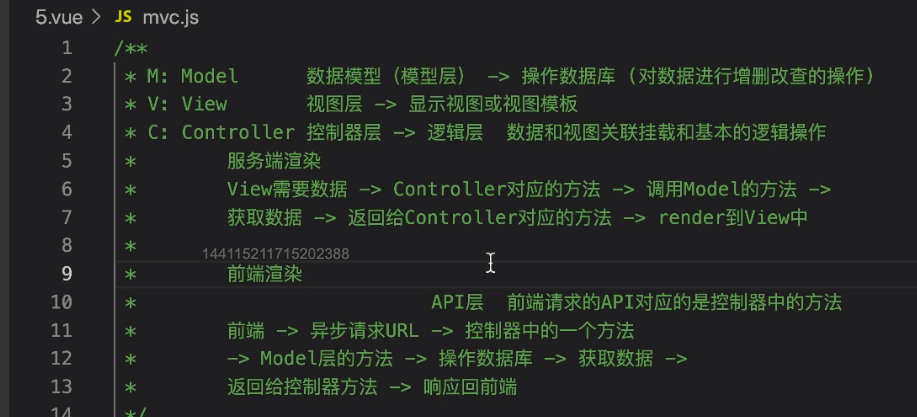 5.vue > JS mvc.js
1 /**
2 * M: Model 数据模型（模型层） -> 操作数据库（对数据进行增删改查的操作）
3 * V: View 视图层 -> 显示视图或视图模板
4 * C: Controller 控制器层 -> 逻辑层 数据和视图关联挂载和基本的逻辑操作
5 * 服务端渲染
6 * View需要数据 -> Controller对应的方法 -> 调用Model的方法 ->
7 * 获取数据 -> 返回给Controller对应的方法 -> render到View中
8 *
144115211715202388
9 * 前端渲染
10 * API层 前端请求的API对应的是控制器中的方法
11 * 前端 -> 异步请求URL -> 控制器中的一个方法
12 * -> Model层的方法 -> 操作数据库 -> 获取数据 ->
13 * 返回给控制器方法 -> 响应回前端
14 */